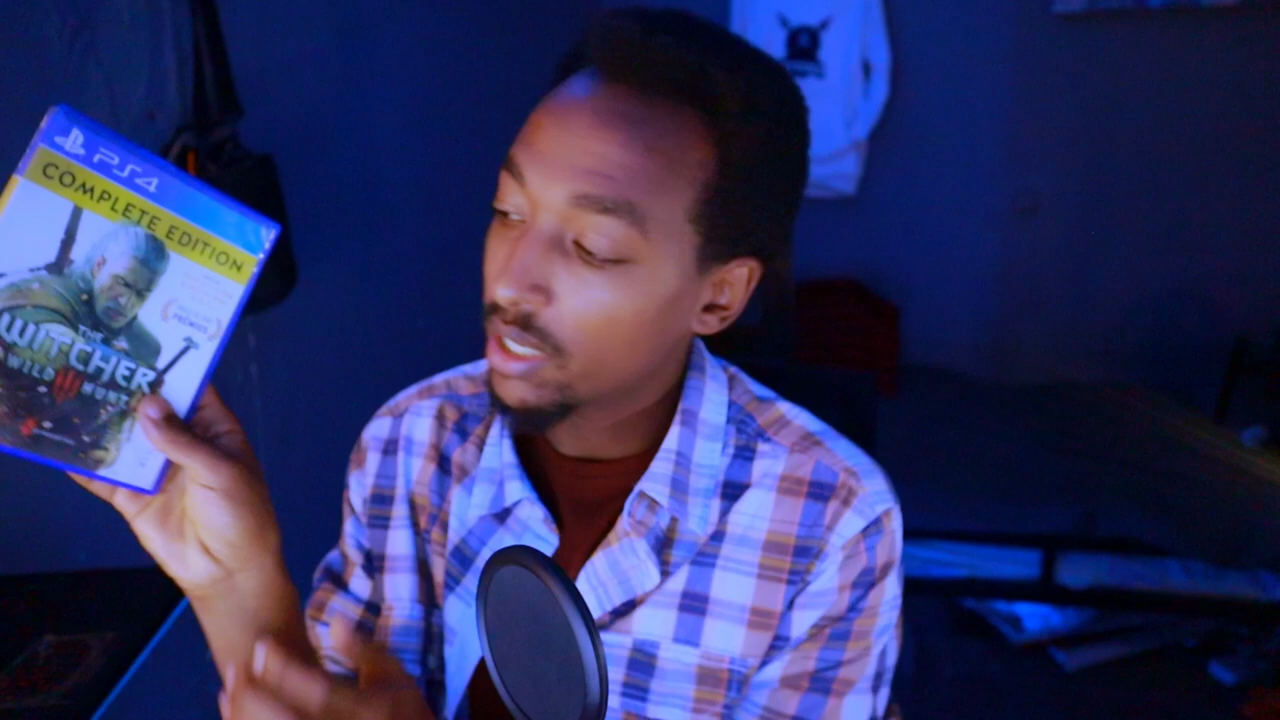 PS4
COMPLETE EDITION
THE
WITCHER
WILD HUNT